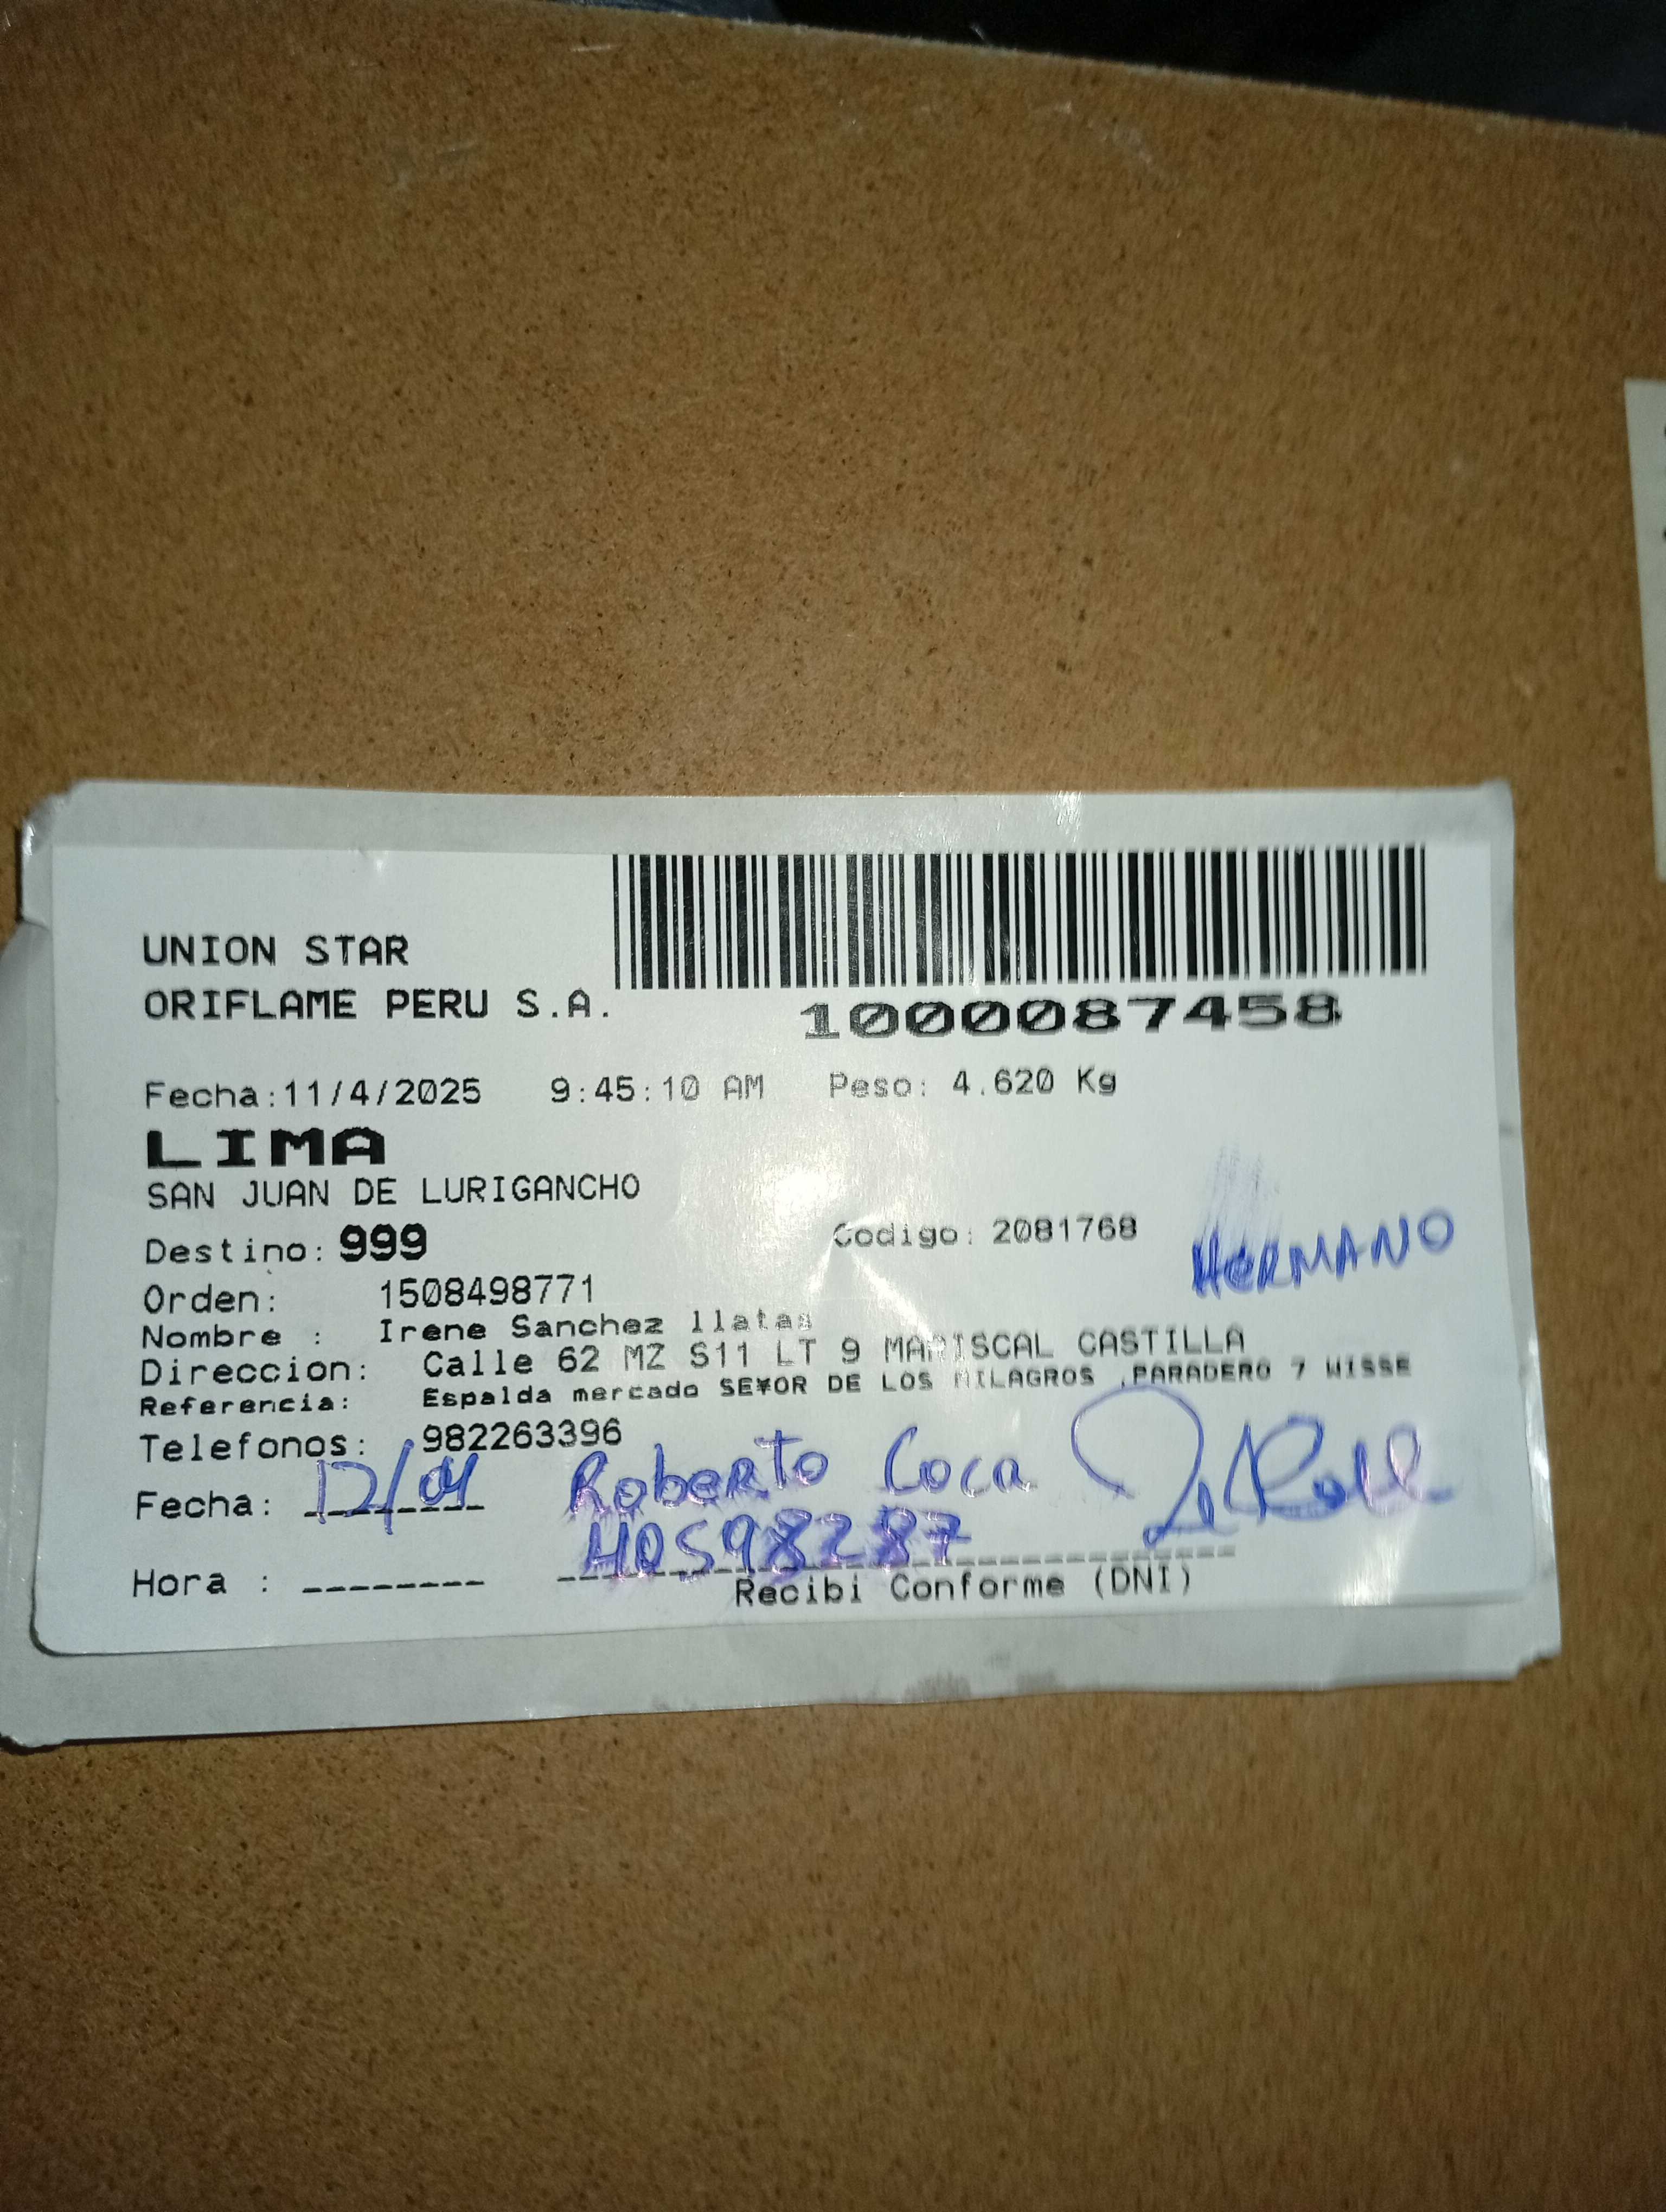 UNION STAR
ORIFLAME PERU S.A.
1000087458
Fecha:11/4/2025 9:45:10 AM Peso: 4.620 Kg
LIMA
SAN JUAN DE LURIGANCHO
Destino: 999 Codigo: 2081768
HERMANO
Orden: 1508498771
Nombre : Irene Sanchez llatas
Direccion: Calle 62 MZ S11 LT 9 MARISCAL CASTILLA
Referencia: Espalda mercado SE¥OR DE LOS MILAGROS ,PARADERO 7 WISSE
Telefonos: 982263396
Fecha: 12/04 Roberto Coca
Hora : 40598287
Recibi Conforme (DNI)